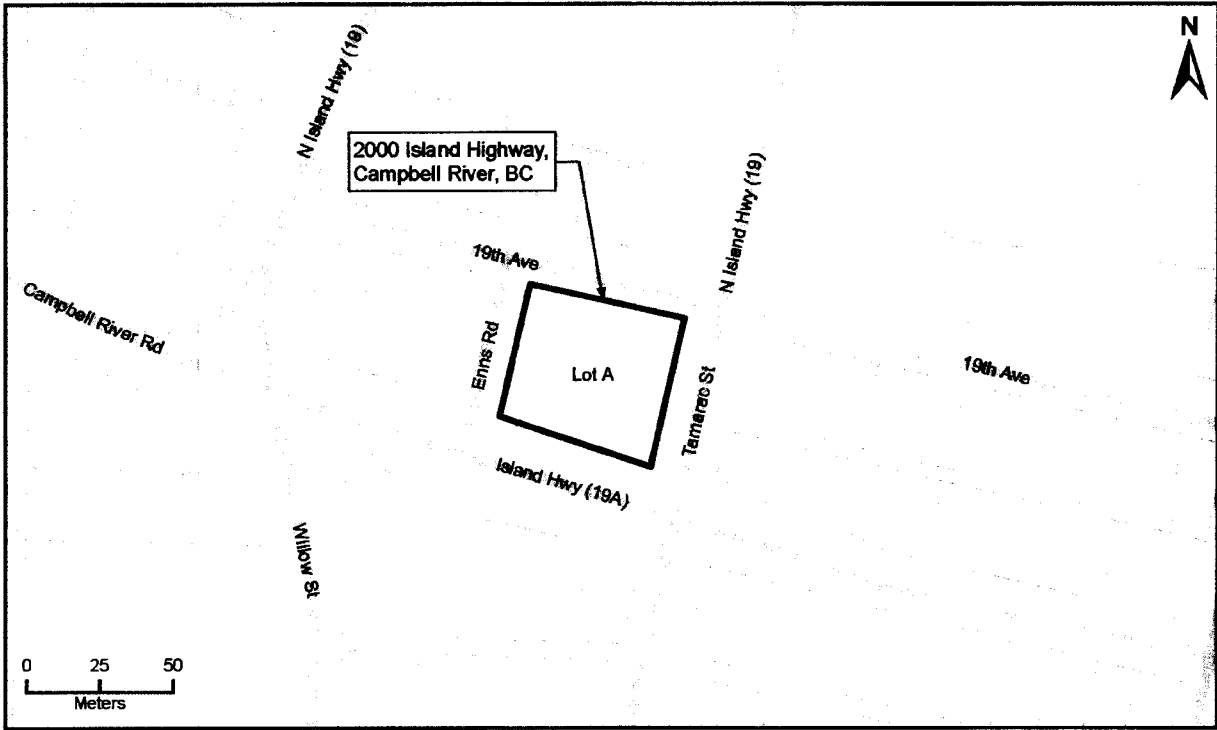 N
N Island Hwy (19)
2000 Island Highway,
Campbell River, BC
N Island Hwy (19)
19th Ave
Campbell River Rd
Enns Rd
Lot A
Tamarac St
19th Ave
Island Hwy (19A)
Willow St
0 25 50
Meters